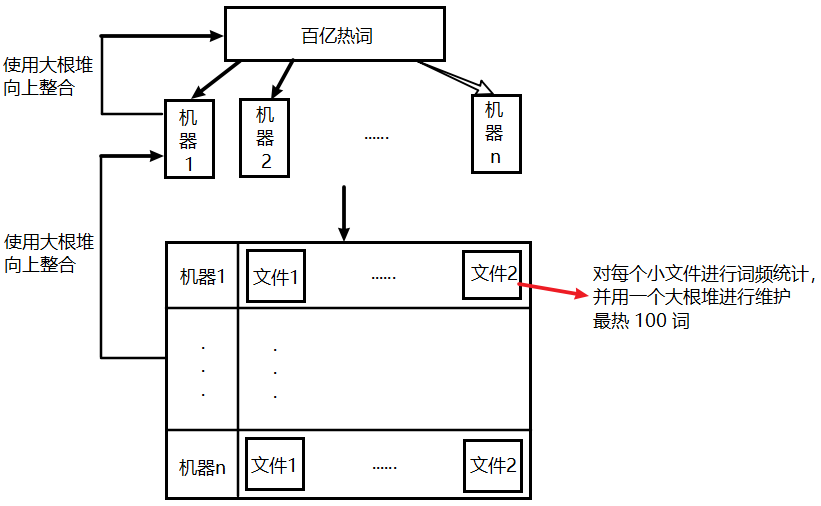 百亿热词
使用大根堆
向上整合
机
器
1
机
器
2
......
机
器
n
使用大根堆
向上整合
机器1
文件1
......
文件2
对每个小文件进行词频统计，
并用一个大根堆进行维护
最热 100 词
.
.
.
.
.
.
机器n
文件1
......
文件2